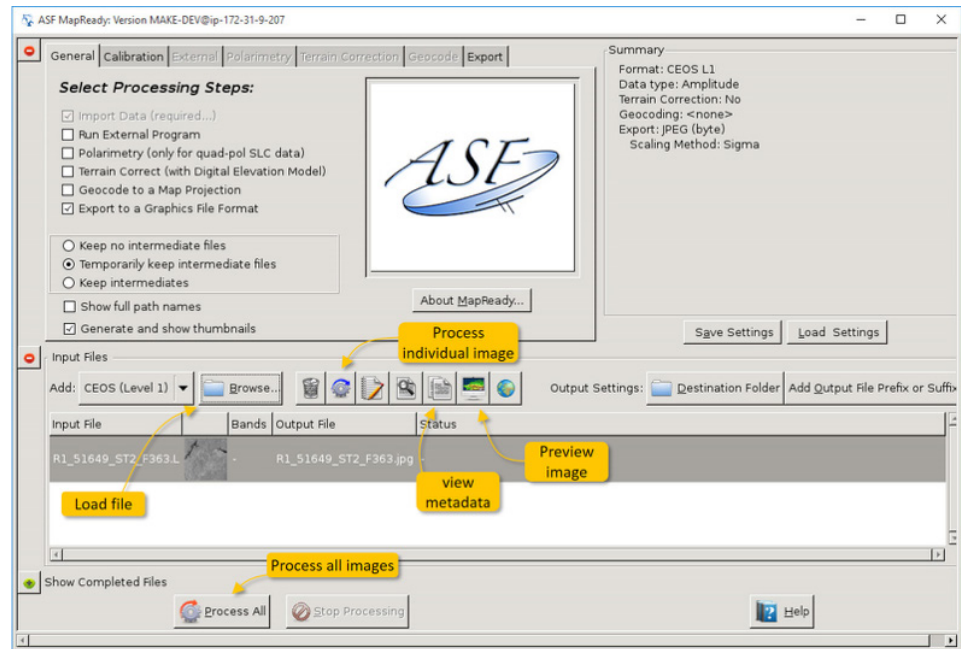 ASF MapReady: Version MAKE-DEV@ip-172-31-9-207
General Calibration External Polarimetry Terrain Correction Geocode Export
Select Processing Steps:
Import Data (required...)
Run External Program
Polarimetry (only for quad-pol SLC data)
Terrain Correct (with Digital Elevation Model)
Geocode to a Map Projection
Export to a Graphics File Format
Keep no intermediate files
Temporarily keep intermediate files
Keep intermediates
Show full path names
Generate and show thumbnails
ASF
About MapReady...
Summary
Format: CEOS L1
Data type: Amplitude
Terrain Correction: No
Geocoding: <none>
Export: JPEG (byte)
Scaling Method: Sigma
Save Settings Load Settings
Process
individual image
Input Files
Add: CEOS (Level 1) Browse... Output Settings: Destination Folder Add Output File Prefix or Suffix
Input File Bands Output File Status
R1_51649_ST2_F363.L - R1_51649_ST2_F363.jpg -
Load file
view
metadata
Preview
image
Process all images
Show Completed Files
Process All Stop Processing Help